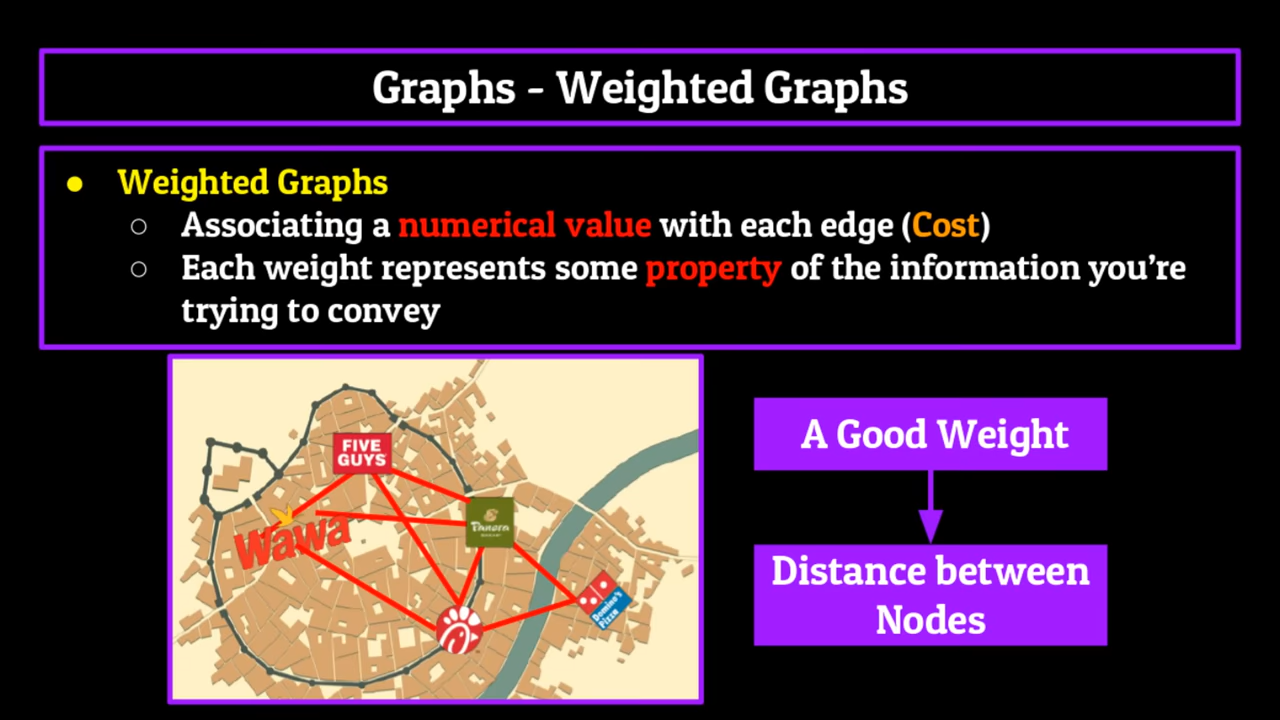 Graphs - Weighted Graphs
● Weighted Graphs
○ Associating a numerical value with each edge (Cost)
○ Each weight represents some property of the information you're
trying to convey
FIVE
GUYS
Wawa
Panera
Domino's
Pizza
A Good Weight
Distance between
Nodes